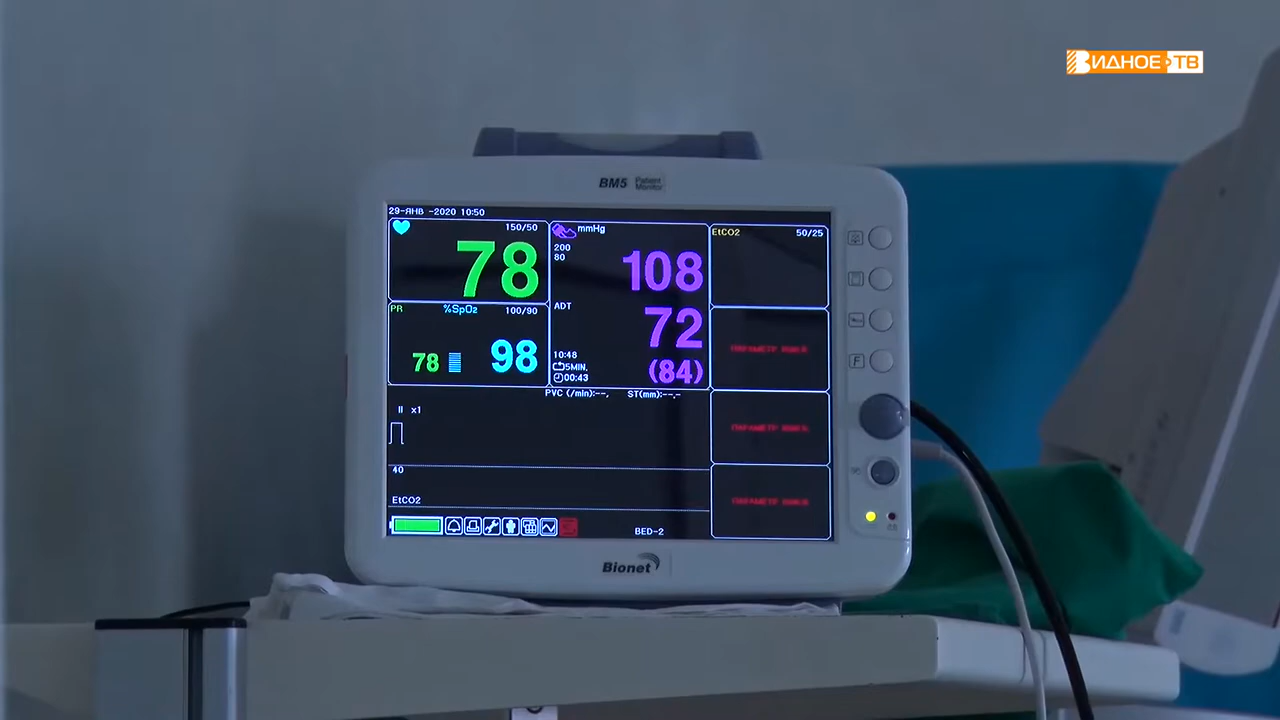 ВИДНОЕ ТВ
BM5 Patient Monitor
29-ЯНВ -2020 10:50
150/50
78
mmHg
200
80
108
ADT
72
10:48
5MIN.
00:43
(84)
EtCO2 50/25
PR %SpO2 100/90
78 98
PVC (/min):--, ST(mm):--,-
II x1
40
EtCO2
BED-2
F
Bionet